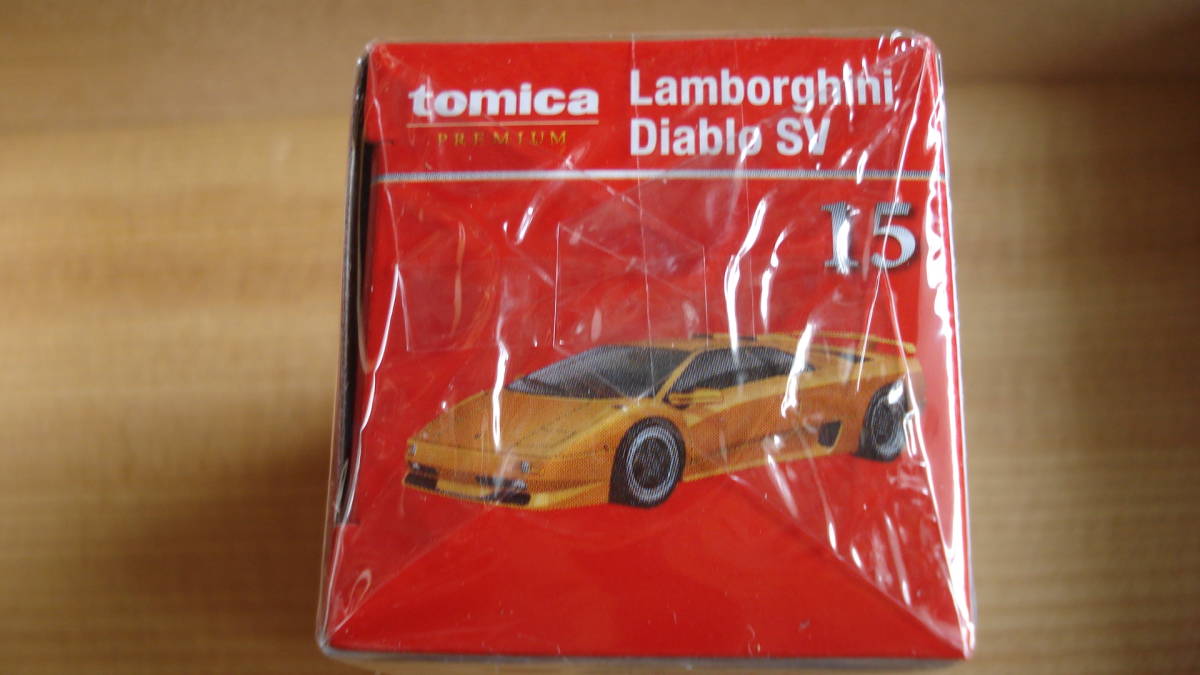 tomica
PREMIUM
Lamborghini
Diablo SV
15